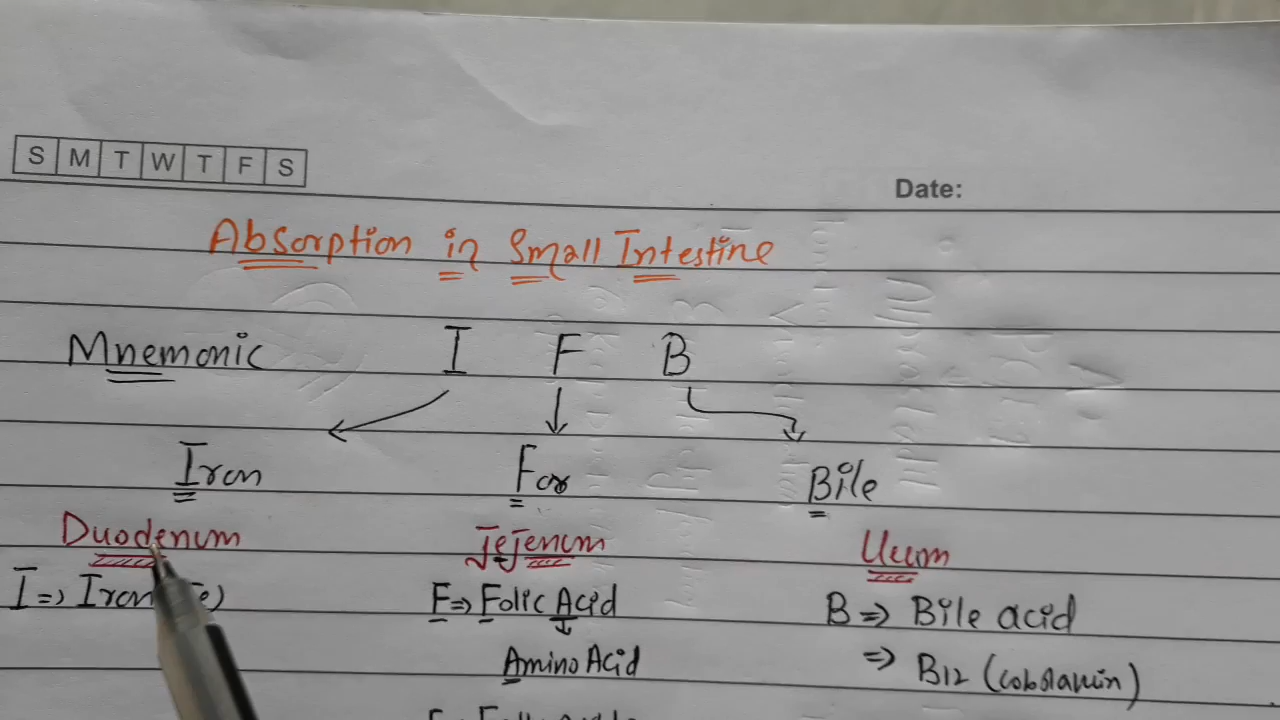 S M T W T F S
Date:
Absorption in Small Intestine
Mnemonic I F B
Iron For Bile
Duodenum Jejenum Ileum
I => Iron e) F => Folic Acid B => Bile acid
Amino Acid => B12 (cobalamin)